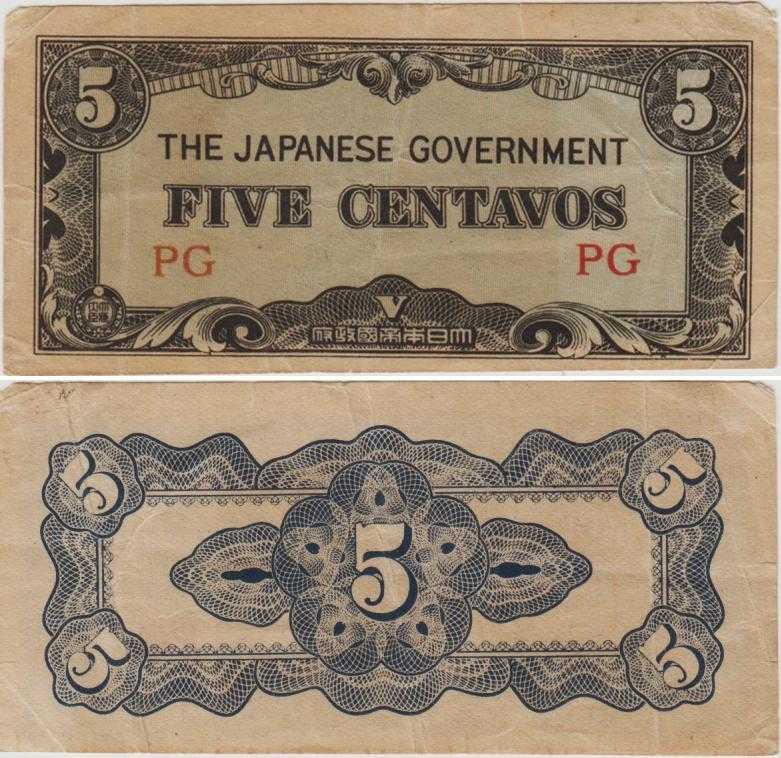 5 5
THE JAPANESE GOVERNMENT
FIVE CENTAVOS
PG PG
V
大日本帝國政府
5 5
5
5 5